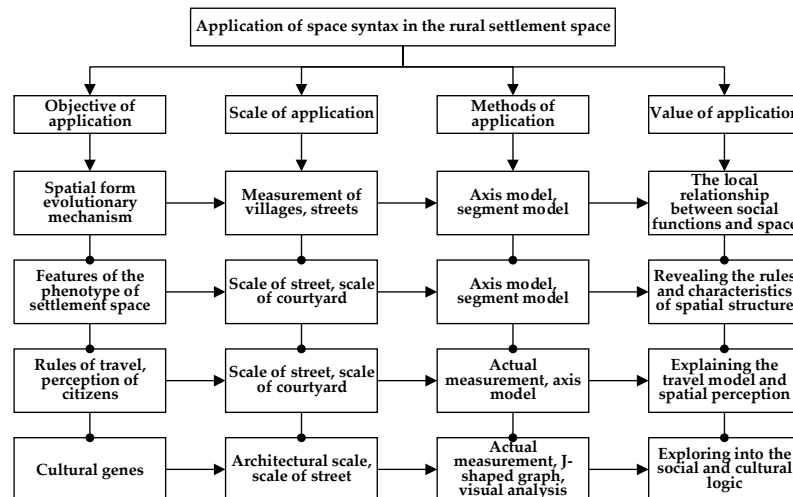 Application of space syntax in the rural settlement space
Objective of
application
Scale of application
Methods of
application
Value of application
Spatial form
evolutionary
mechanism
Measurement of
villages, streets
Axis model,
segment model
The local
relationship
between social
functions and space
Features of the
phenotype of
settlement space
Scale of street, scale
of courtyard
Axis model,
segment model
Revealing the rules
and characteristics
of spatial structure
Rules of travel,
perception of
citizens
Scale of street, scale
of courtyard
Actual
measurement, axis
model
Explaining the
travel model and
spatial perception
Cultural genes
Architectural scale,
scale of street
Actual
measurement, J-
shaped graph,
visual analysis
Exploring into the
social and cultural
logic